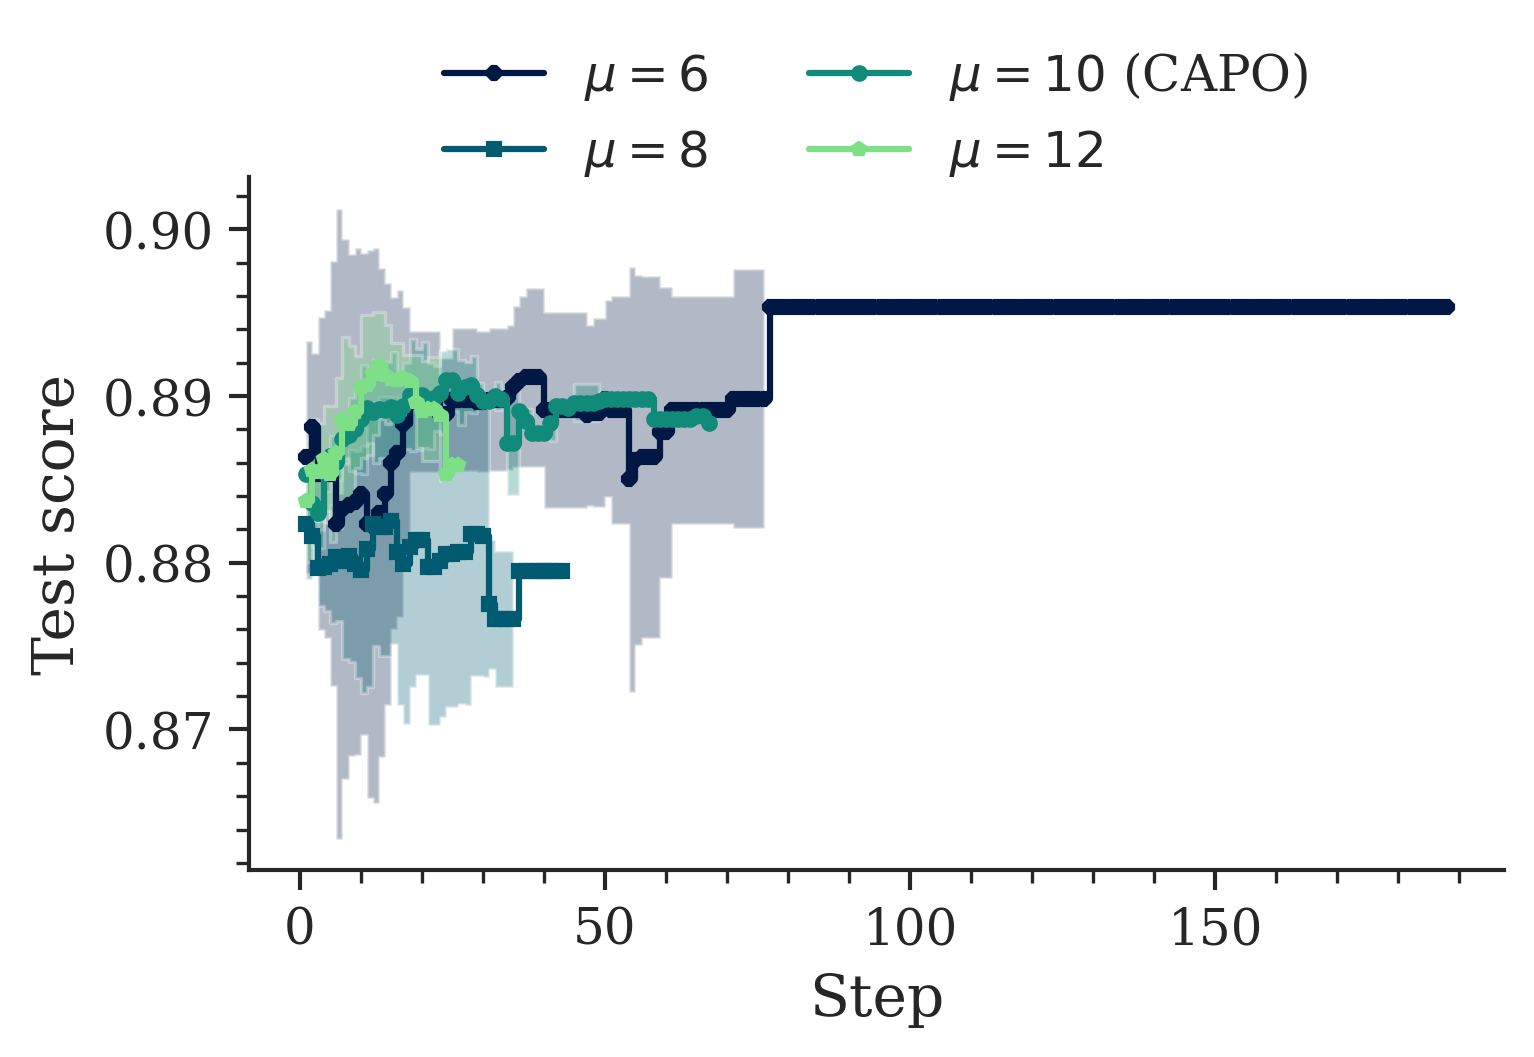 μ = 6
μ = 8
μ = 10 (CAPO)
μ = 12
Test score
0.90
0.89
0.88
0.87
0
50
100
150
Step